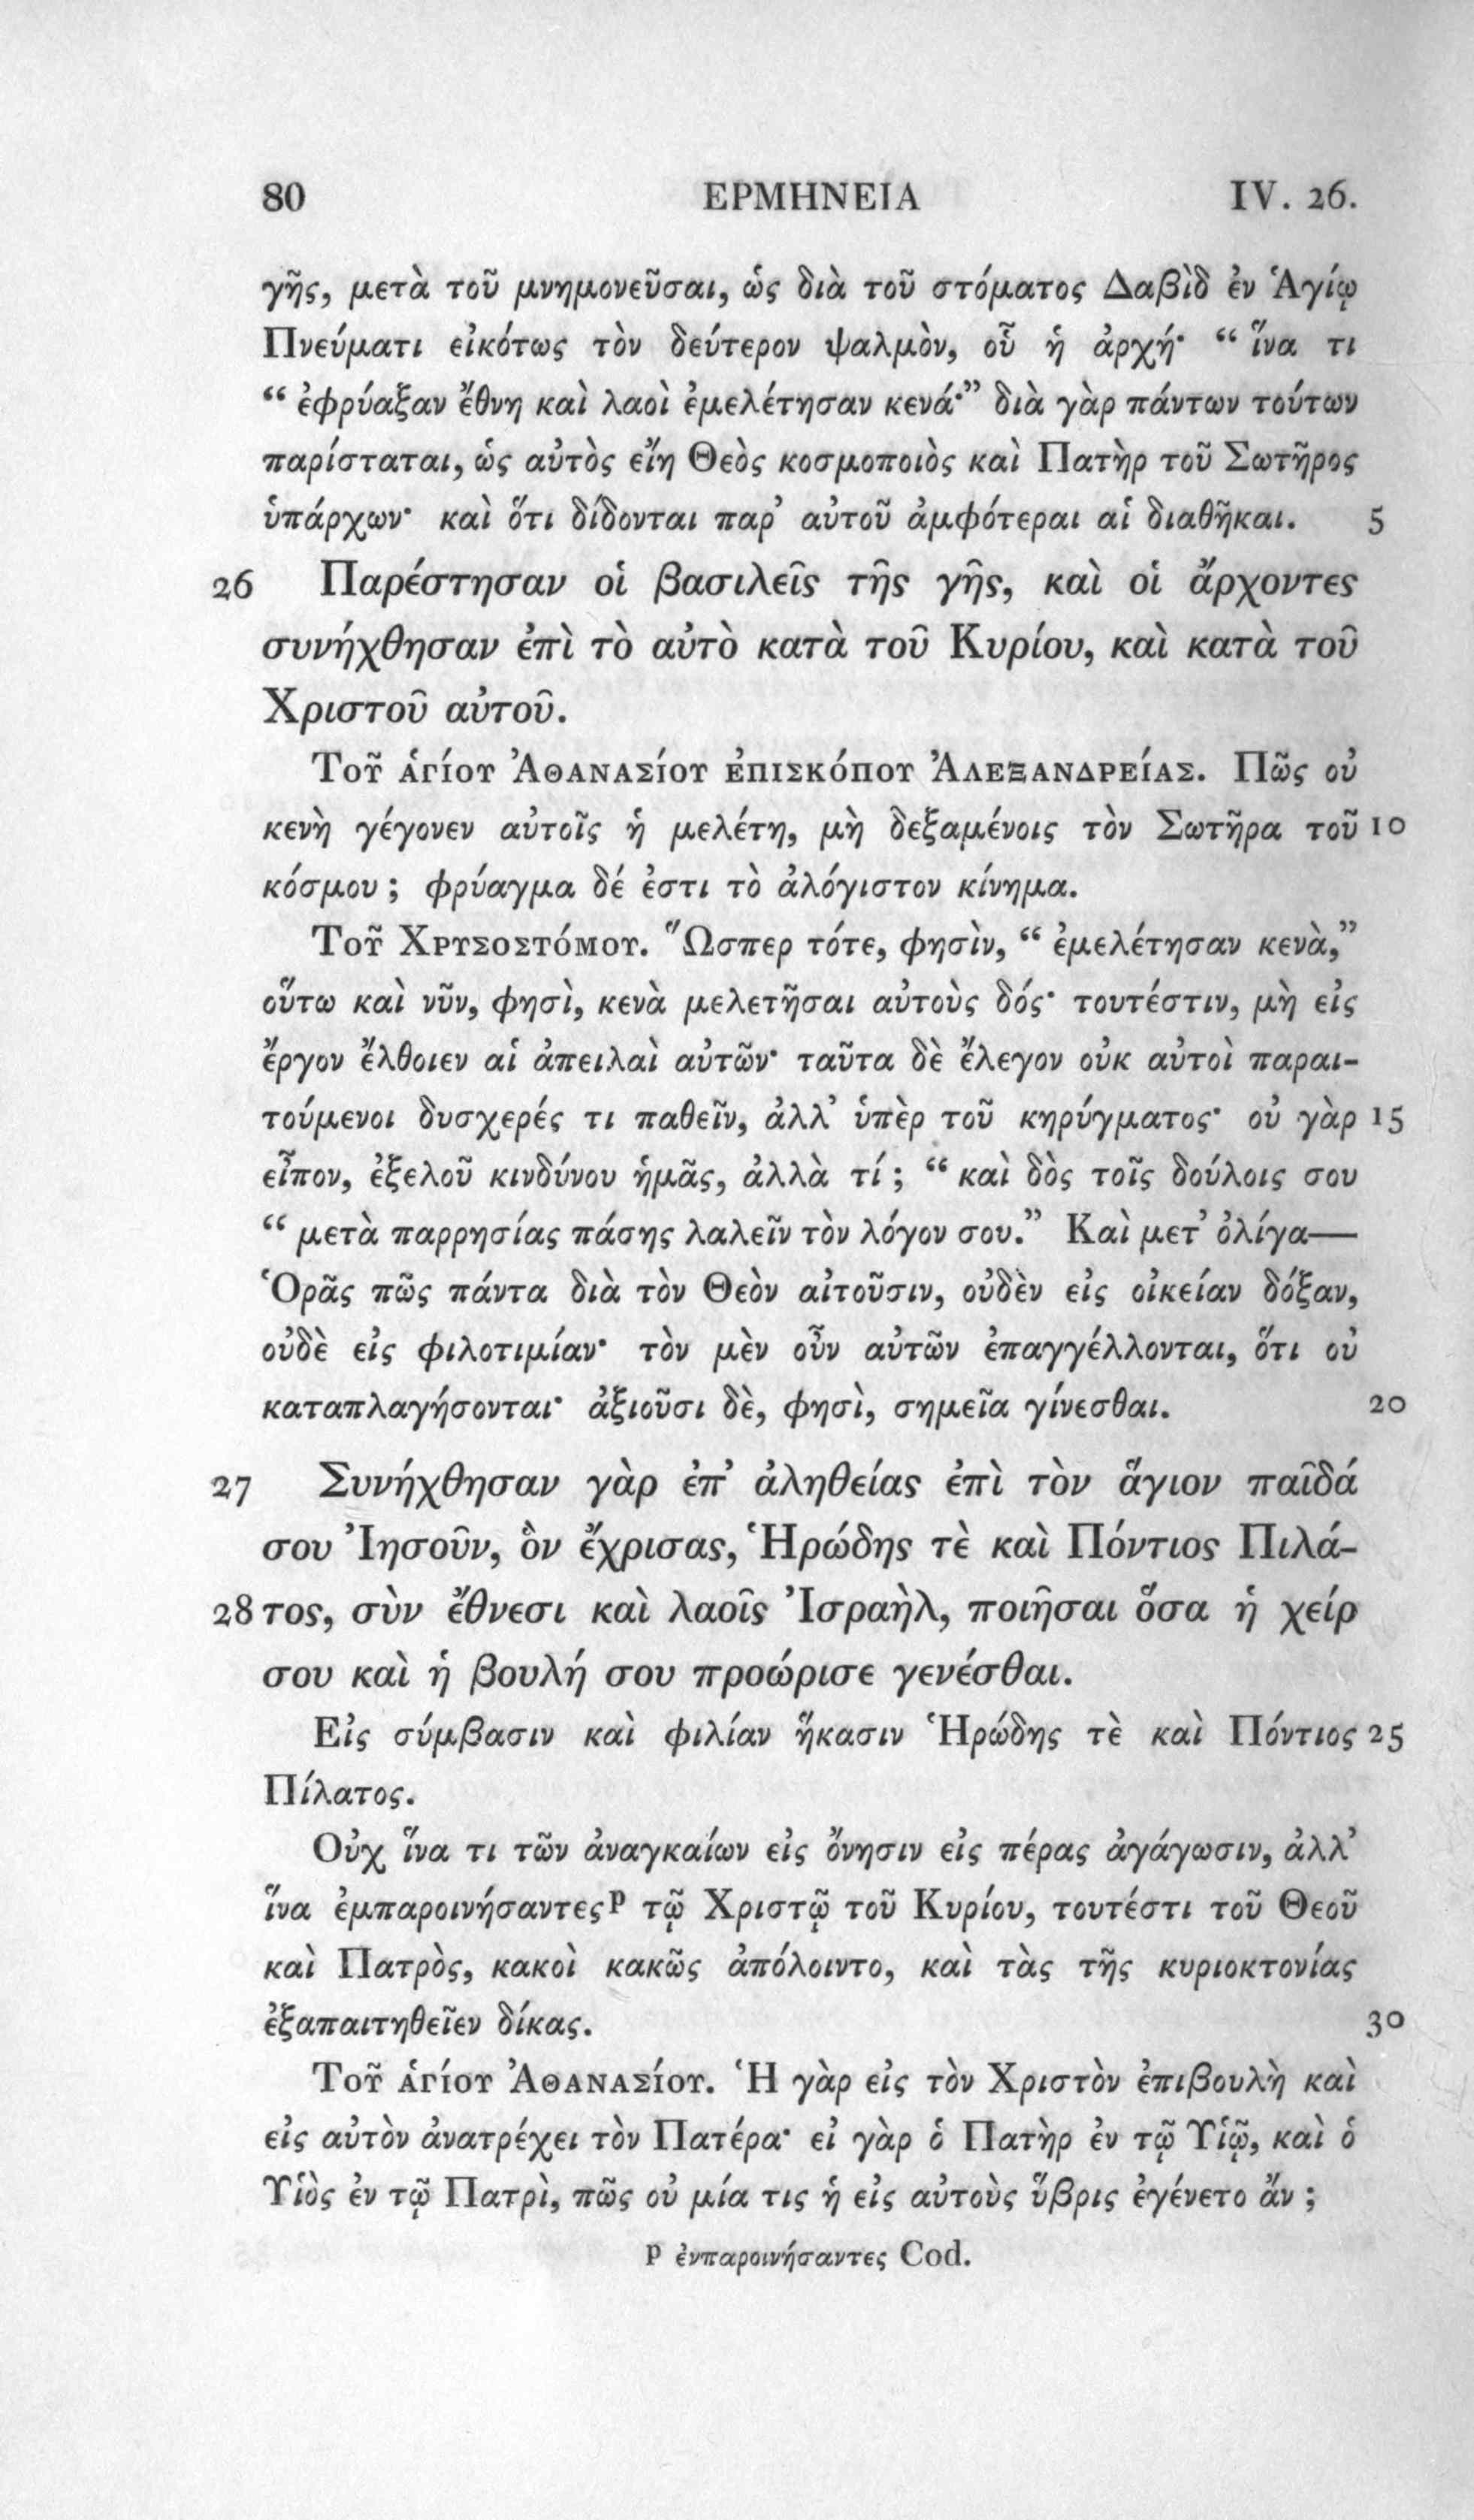 80 ΕΡΜΗΝΕΙΑ IV. 26.
γῆς, μετὰ τοῦ μνημονεῦσαι, ὡς διὰ τοῦ στόματος Δαβὶδ ἐν Ἁγίῳ
Πνεύματι εἰκότως τὸν δεύτερον ψαλμὸν, οὗ ἡ ἀρχή· “ ἵνα τι
“ ἐφρύαξαν ἔθνη καὶ λαοὶ ἐμελέτησαν κενά·” διὰ γὰρ πάντων τούτων
παρίσταται, ὡς αὐτὸς εἴη Θεὸς κοσμοποιὸς καὶ Πατὴρ τοῦ Σωτῆρος
ὑπάρχων· καὶ ὅτι δίδονται παρ’ αὐτοῦ ἀμφότεραι αἱ διαθῆκαι. 5
26 Παρέστησαν οἱ βασιλεῖς τῆς γῆς, καὶ οἱ ἄρχοντες
συνήχθησαν ἐπὶ τὸ αὐτὸ κατὰ τοῦ Κυρίου, καὶ κατὰ τοῦ
Χριστοῦ αὐτοῦ.
Τοῦ ἁγίου Ἀθανασίου ἐπισκόπου Ἀλεξανδρείας. Πῶς οὐ
κενὴ γέγονεν αὐτοῖς ἡ μελέτη, μὴ δεξαμένοις τὸν Σωτῆρα τοῦ 10
κόσμου ; φρύαγμα δέ ἐστι τὸ ἀλόγιστον κίνημα.
Τοῦ Χρυσοστόμου. Ὥσπερ τότε, φησὶν, “ ἐμελέτησαν κενὰ,”
οὕτω καὶ νῦν, φησὶ, κενὰ μελετῆσαι αὐτοὺς δός· τουτέστιν, μὴ εἰς
ἔργον ἔλθοιεν αἱ ἀπειλαὶ αὐτῶν· ταῦτα δὲ ἔλεγον οὐκ αὐτοὶ παραι-
τούμενοι δυσχερές τι παθεῖν, ἀλλ’ ὑπὲρ τοῦ κηρύγματος· οὐ γὰρ 15
εἶπον, ἐξελοῦ κινδύνου ἡμᾶς, ἀλλὰ τί ; “ καὶ δὸς τοῖς δούλοις σου
“ μετὰ παρρησίας πάσης λαλεῖν τὸν λόγον σου.” Καὶ μετ’ ὀλίγα—
Ὁρᾶς πῶς πάντα διὰ τὸν Θεὸν αἰτοῦσιν, οὐδὲν εἰς οἰκείαν δόξαν,
οὐδὲ εἰς φιλοτιμίαν· τὸν μὲν οὖν αὐτῶν ἐπαγγέλλονται, ὅτι οὐ
καταπλαγήσονται· ἀξιοῦσι δὲ, φησὶ, σημεῖα γίνεσθαι. 20
27 Συνήχθησαν γὰρ ἐπ’ ἀληθείας ἐπὶ τὸν ἅγιον παῖδά
σου Ἰησοῦν, ὃν ἔχρισας, Ἡρώδης τὲ καὶ Πόντιος Πιλά-
28 τος, σὺν ἔθνεσι καὶ λαοῖς Ἰσραὴλ, ποιῆσαι ὅσα ἡ χείρ
σου καὶ ἡ βουλή σου προώρισε γενέσθαι.
Εἰς σύμβασιν καὶ φιλίαν ἥκασιν Ἡρώδης τὲ καὶ Πόντιος 25
Πίλατος.
Οὐχ ἵνα τι τῶν ἀναγκαίων εἰς ὄνησιν εἰς πέρας ἀγάγωσιν, ἀλλ’
ἵνα ἐμπαροινήσαντες p τῷ Χριστῷ τοῦ Κυρίου, τουτέστι τοῦ Θεοῦ
καὶ Πατρὸς, κακοὶ κακῶς ἀπόλοιντο, καὶ τὰς τῆς κυριοκτονίας
ἐξαπαιτηθεῖεν δίκας. 30
Τοῦ ἁγίου Ἀθανασίου. Ἡ γὰρ εἰς τὸν Χριστὸν ἐπιβουλὴ καὶ
εἰς αὐτὸν ἀνατρέχει τὸν Πατέρα· εἰ γὰρ ὁ Πατὴρ ἐν τῷ Υἱῷ, καὶ ὁ
Υἱὸς ἐν τῷ Πατρὶ, πῶς οὐ μία τις ἡ εἰς αὐτοὺς ὕβρις ἐγένετο ἄν ;
p ἐνπαροινήσαντες Cod.